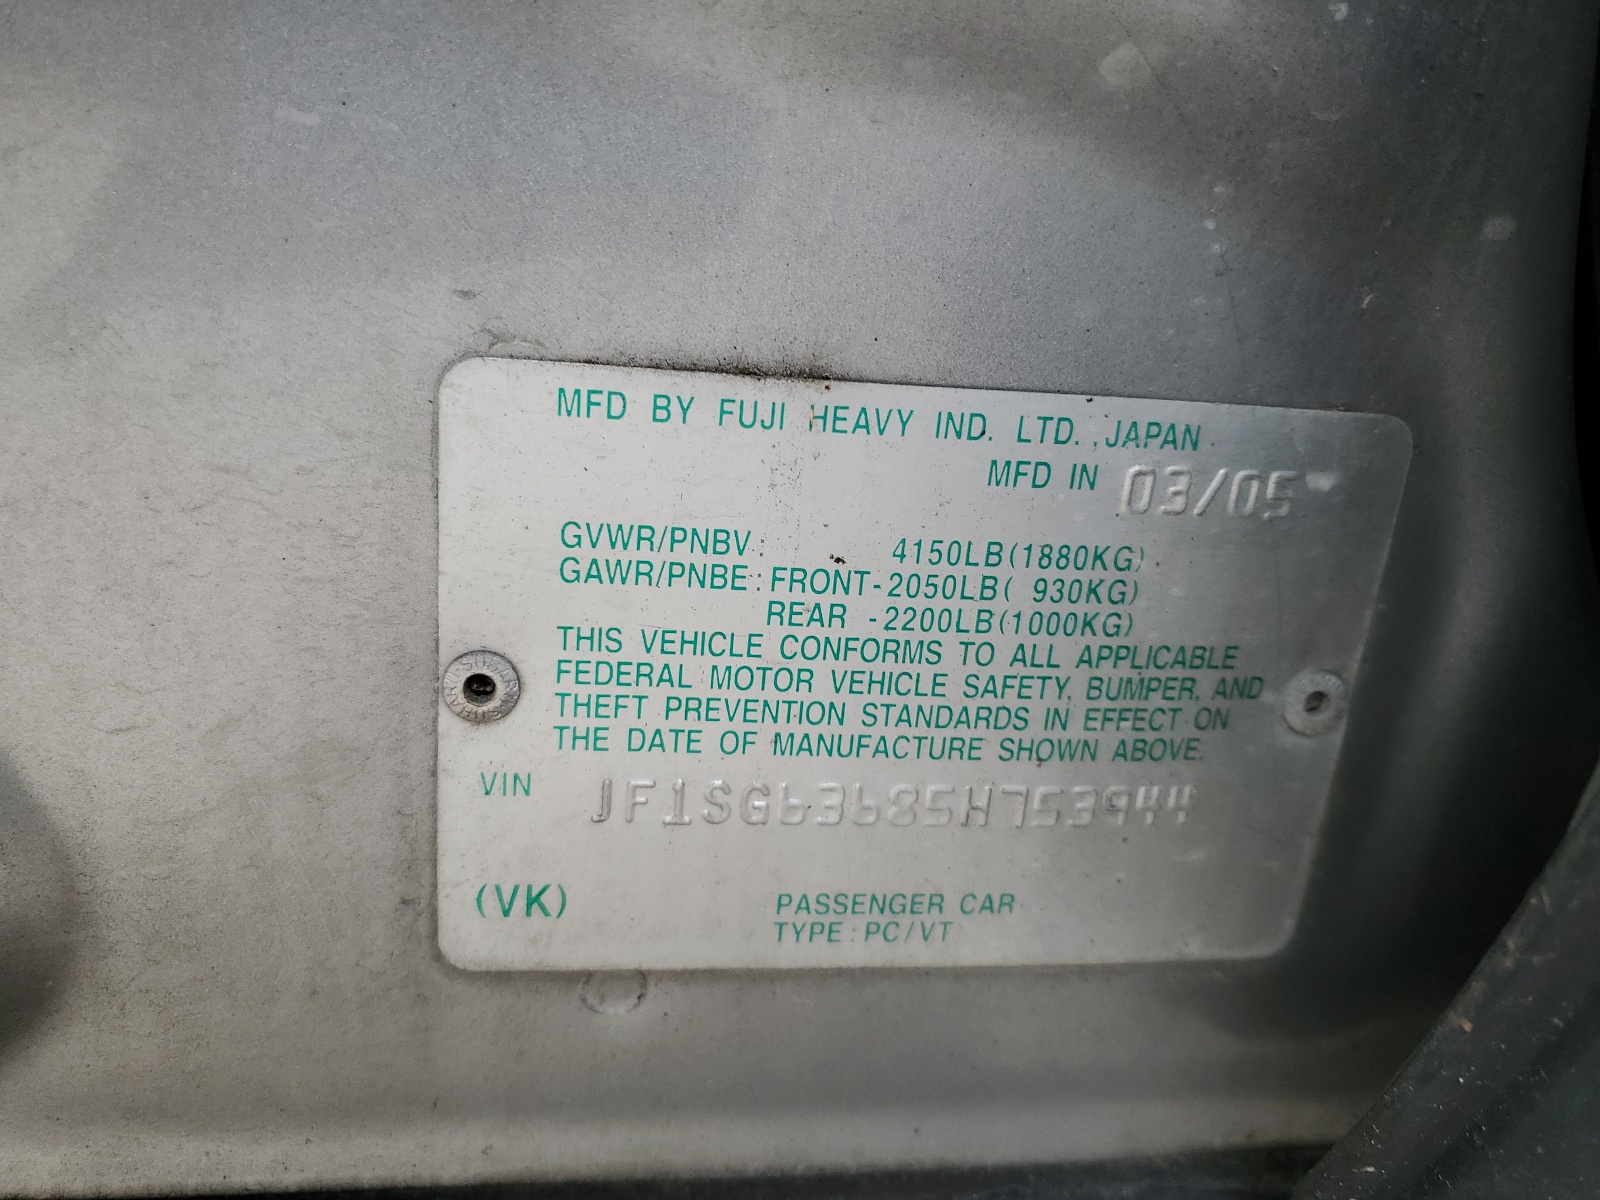 MFD BY FUJI HEAVY IND. LTD., JAPAN
MFD IN 03/05
GVWR/PNBV: 4150LB(1880KG)
GAWR/PNBE: FRONT-2050LB( 930KG)
REAR -2200LB(1000KG)
THIS VEHICLE CONFORMS TO ALL APPLICABLE
FEDERAL MOTOR VEHICLE SAFETY, BUMPER, AND
THEFT PREVENTION STANDARDS IN EFFECT ON
THE DATE OF MANUFACTURE SHOWN ABOVE.
VIN JF1SG63685H753944
(VK) PASSENGER CAR
TYPE: PC/VT